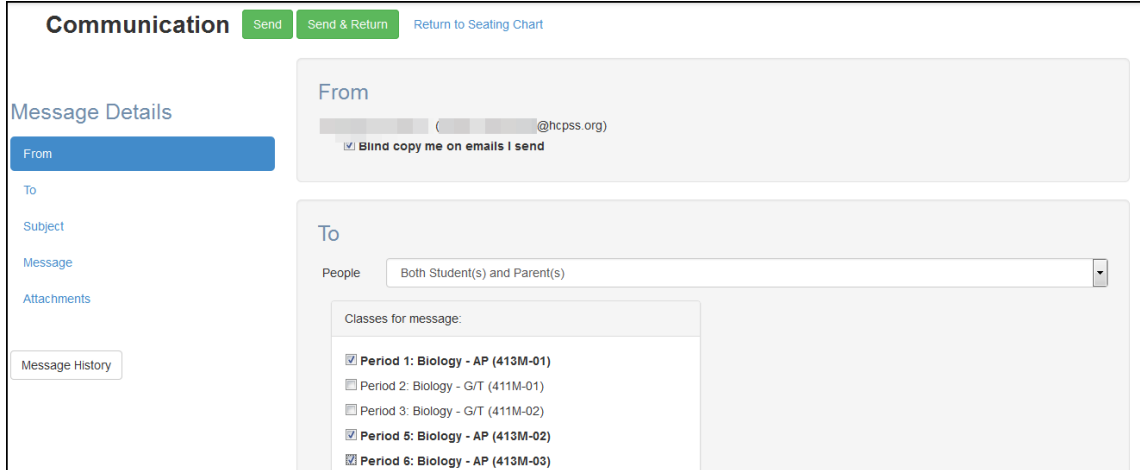 Communication Send Send & Return Return to Seating Chart
Message Details
From
To
Subject
Message
Attachments
Message History
From
( @hcpss.org)
Blind copy me on emails I send
To
People Both Student(s) and Parent(s)
Classes for message:
Period 1: Biology - AP (413M-01)
Period 2: Biology - G/T (411M-01)
Period 3: Biology - G/T (411M-02)
Period 5: Biology - AP (413M-02)
Period 6: Biology - AP (413M-03)